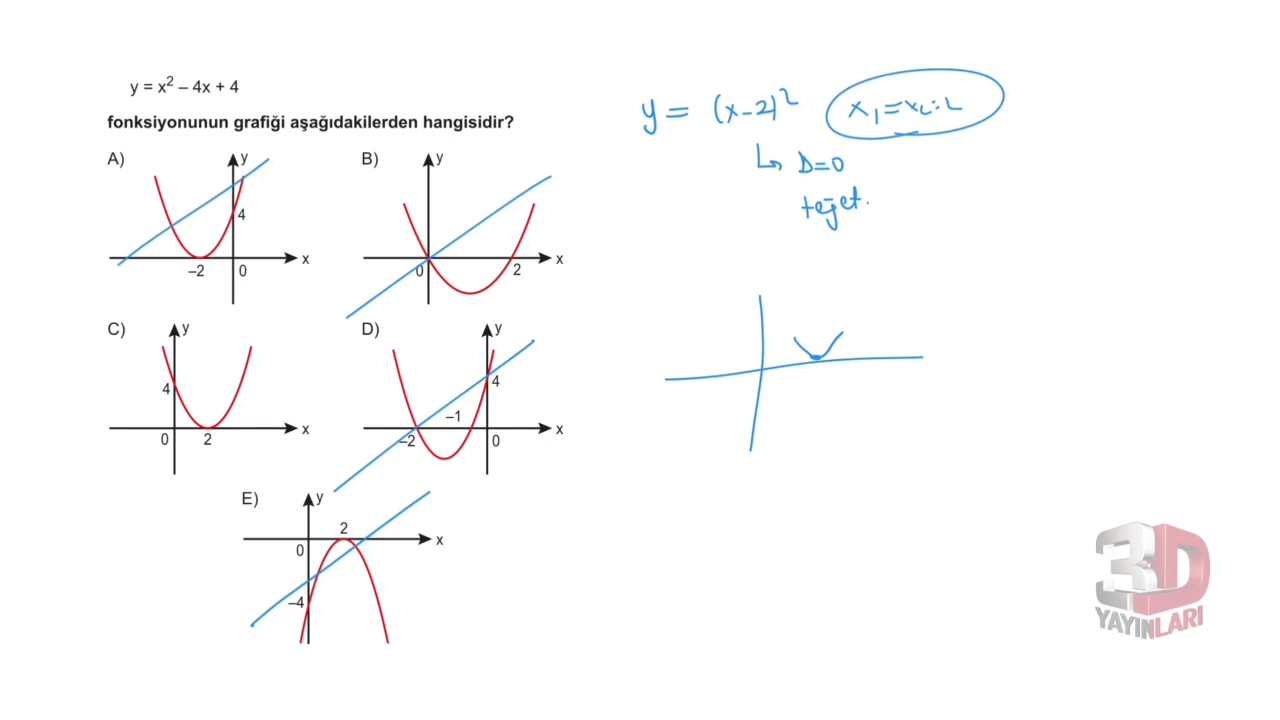 y = x² – 4x + 4
fonksiyonunun grafiği aşağıdakilerden hangisidir?
A)
y
4
–2
0
x
B)
y
0
2
x
C)
y
4
0
2
x
D)
y
4
–1
–2
0
x
E)
y
2
0
x
–4
y = (x-2)²
x₁=x₂=2
↳ Δ=0
teğet.
3D
YAYINLARI